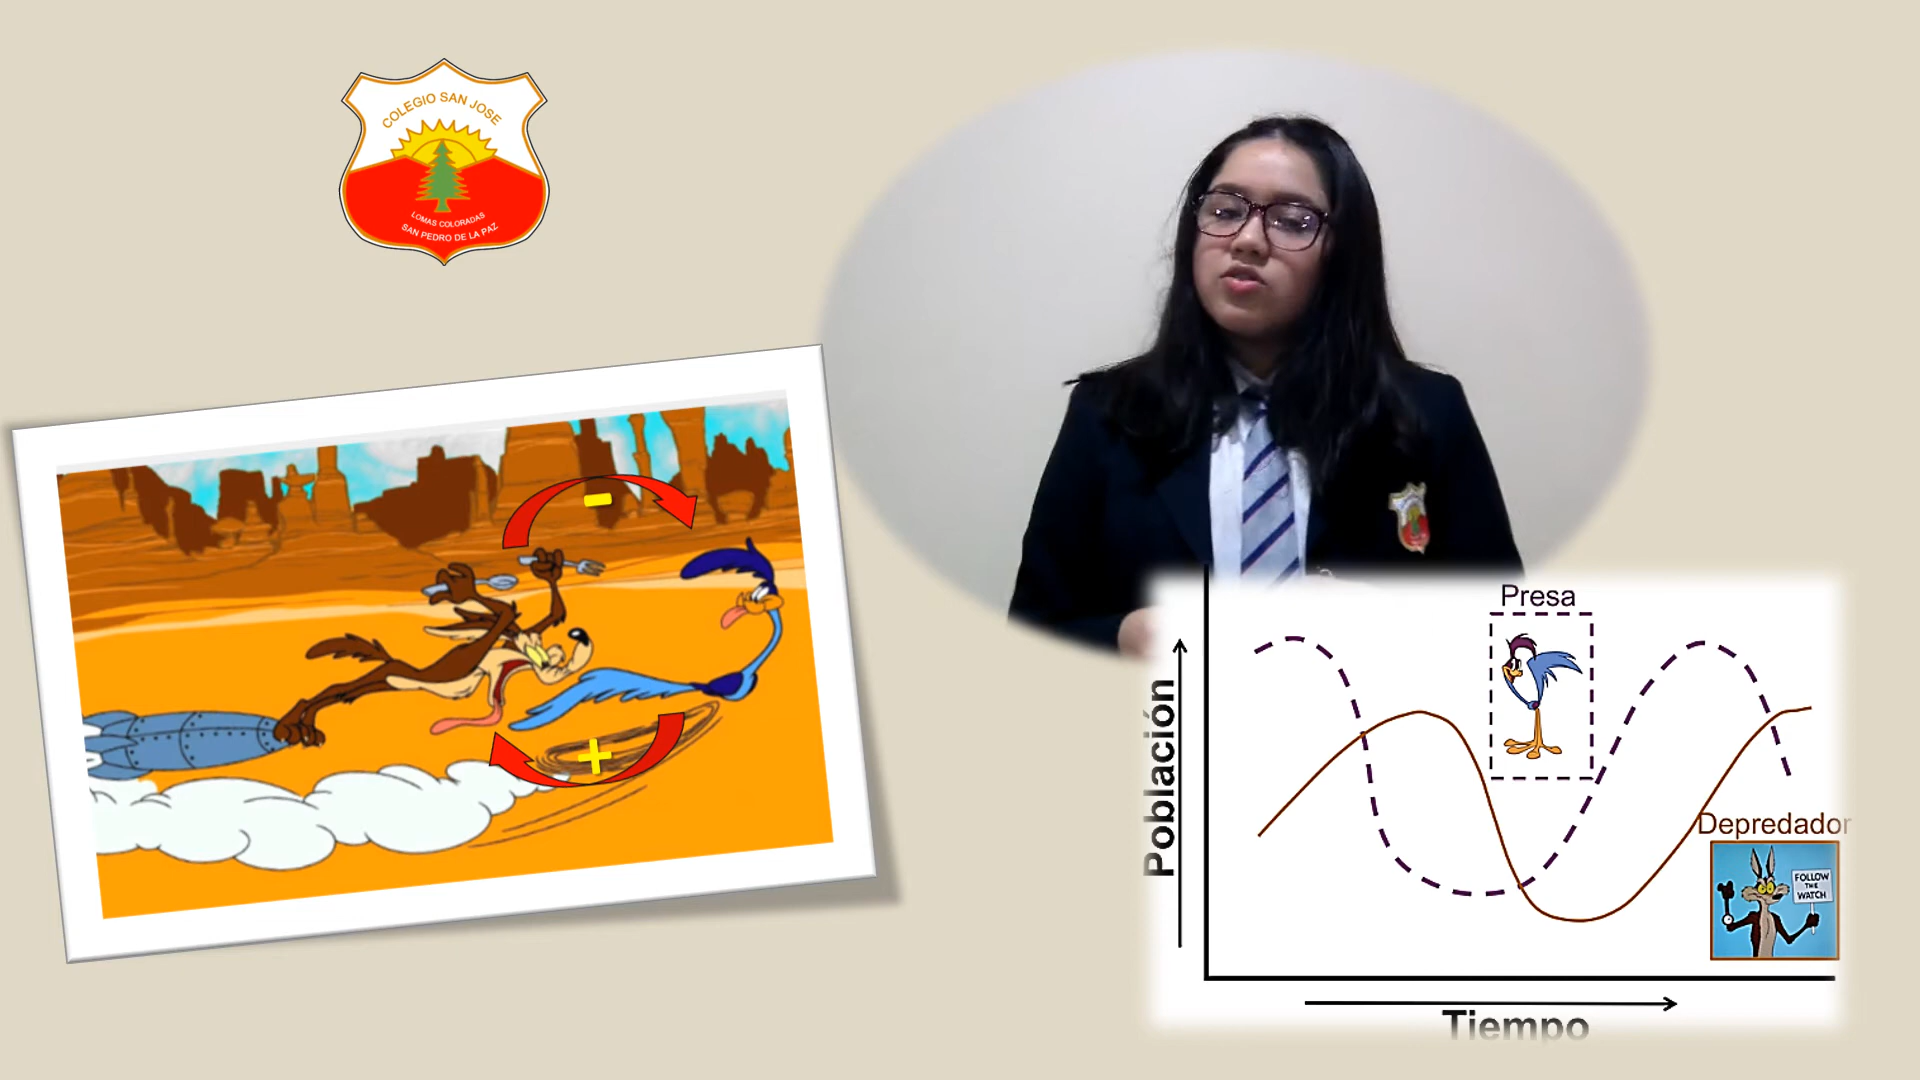 COLEGIO SAN JOSE
LOMAS COLORADAS
SAN PEDRO DE LA PAZ
Presa
Población
Depredador
FOLLOW
THE
WATCH
Tiempo